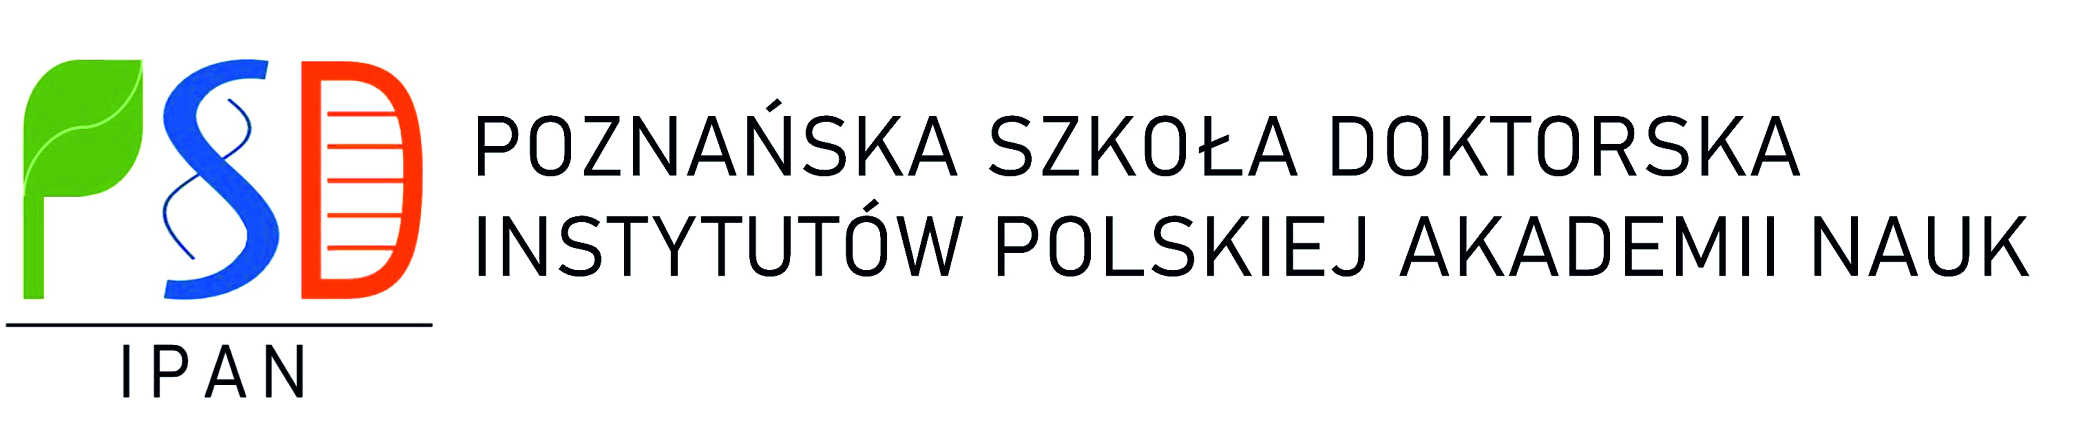 PSD
IPAN
POZNAŃSKA SZKOŁA DOKTORSKA
INSTYTUTÓW POLSKIEJ AKADEMII NAUK